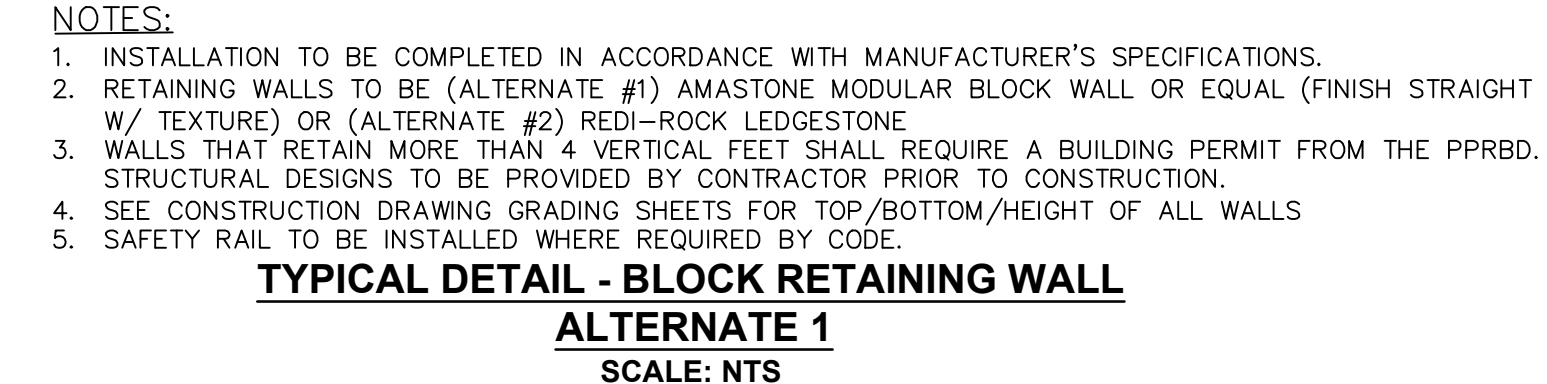 NOTES:
1. INSTALLATION TO BE COMPLETED IN ACCORDANCE WITH MANUFACTURER'S SPECIFICATIONS.
2. RETAINING WALLS TO BE (ALTERNATE #1) AMASTONE MODULAR BLOCK WALL OR EQUAL (FINISH STRAIGHT
W/ TEXTURE) OR (ALTERNATE #2) REDI-ROCK LEDGESTONE
3. WALLS THAT RETAIN MORE THAN 4 VERTICAL FEET SHALL REQUIRE A BUILDING PERMIT FROM THE PPRBD.
STRUCTURAL DESIGNS TO BE PROVIDED BY CONTRACTOR PRIOR TO CONSTRUCTION.
4. SEE CONSTRUCTION DRAWING GRADING SHEETS FOR TOP/BOTTOM/HEIGHT OF ALL WALLS
5. SAFETY RAIL TO BE INSTALLED WHERE REQUIRED BY CODE.
TYPICAL DETAIL - BLOCK RETAINING WALL
ALTERNATE 1
SCALE: NTS